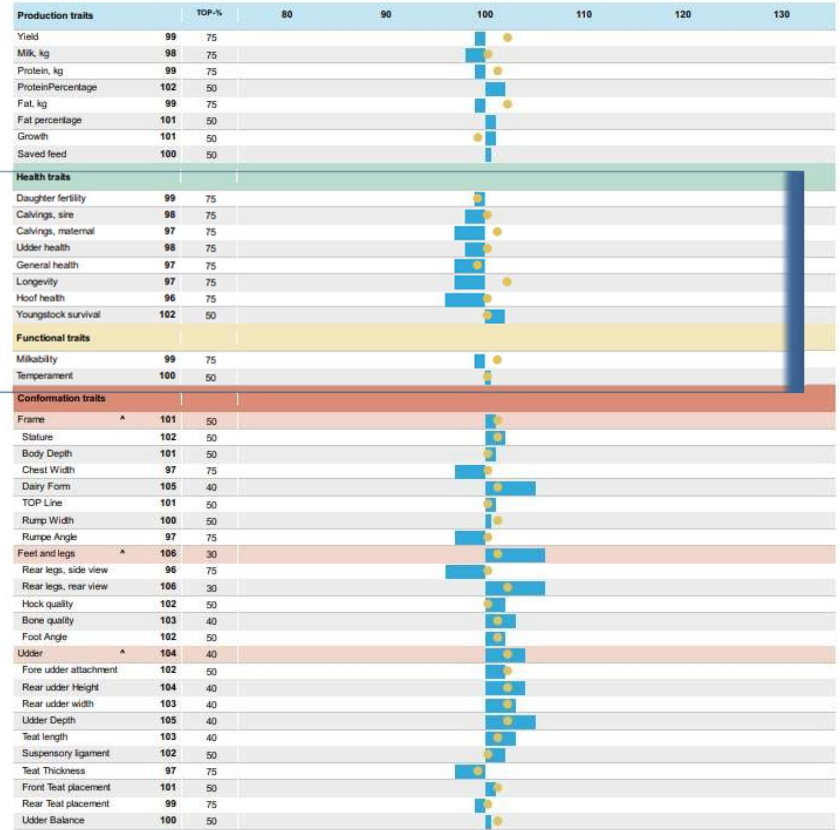 Production traits TOP-% 80 90 100 110 120 130
Yield 99 75
Milk, kg 98 75
Protein, kg 99 75
ProteinPercentage 102 50
Fat, kg 99 75
Fat percentage 101 50
Growth 101 50
Saved feed 100 50
Health traits
Daughter fertility 99 75
Calvings, sire 98 75
Calvings, maternal 97 75
Udder health 98 75
General health 97 75
Longevity 97 75
Hoof health 96 75
Youngstock survival 102 50
Functional traits
Milkability 99 75
Temperament 100 50
Conformation traits
Frame ^ 101 50
Stature 102 50
Body Depth 101 50
Chest Width 97 75
Dairy Form 105 40
TOP Line 101 50
Rump Width 100 50
Rumpe Angle 97 75
Feet and legs ^ 106 30
Rear legs, side view 96 75
Rear legs, rear view 106 30
Hock quality 102 50
Bone quality 103 40
Foot Angle 102 50
Udder ^ 104 40
Fore udder attachment 102 50
Rear udder Height 104 40
Rear udder width 103 40
Udder Depth 105 40
Teat length 103 40
Suspensory ligament 102 50
Teat Thickness 97 75
Front Teat placement 101 50
Rear Teat placement 99 75
Udder Balance 100 50